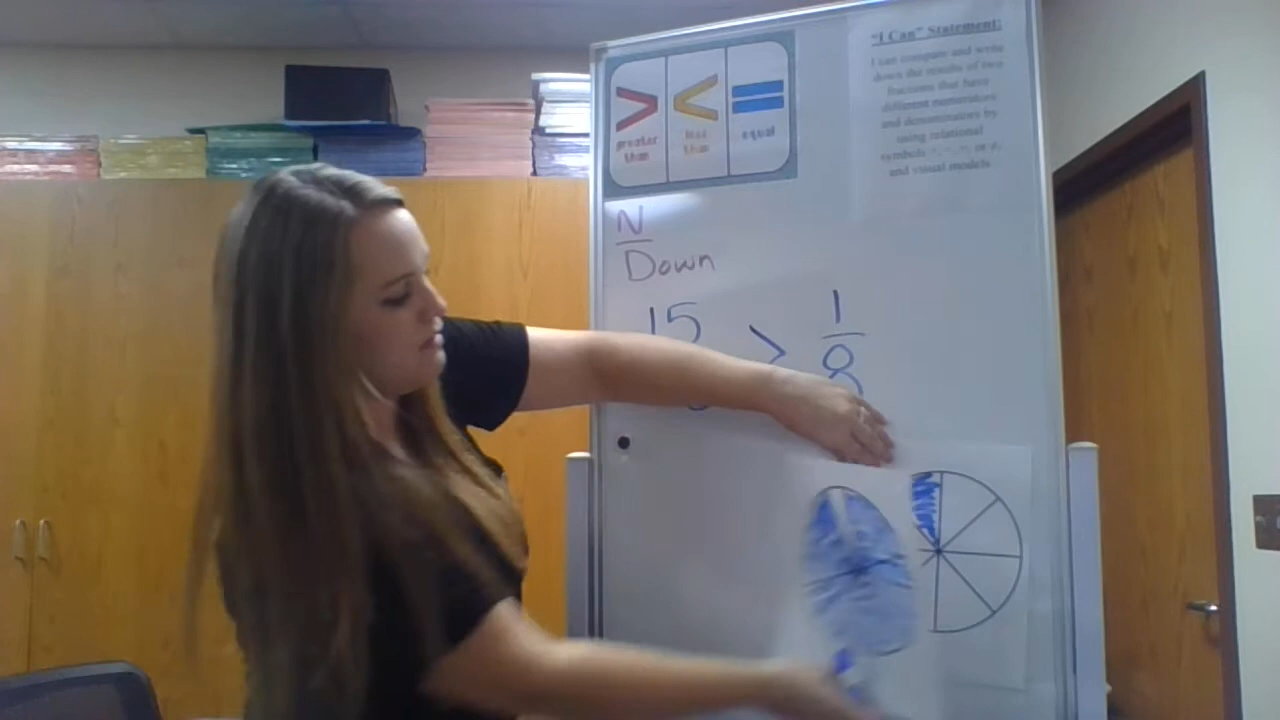 "I Can" Statement:
I can compare and write
down the results of two
fractions that have
different numerators
and denominators by
using relational
and visual models
> < =
greater less equal
than than
N
Down
15 > 1
8